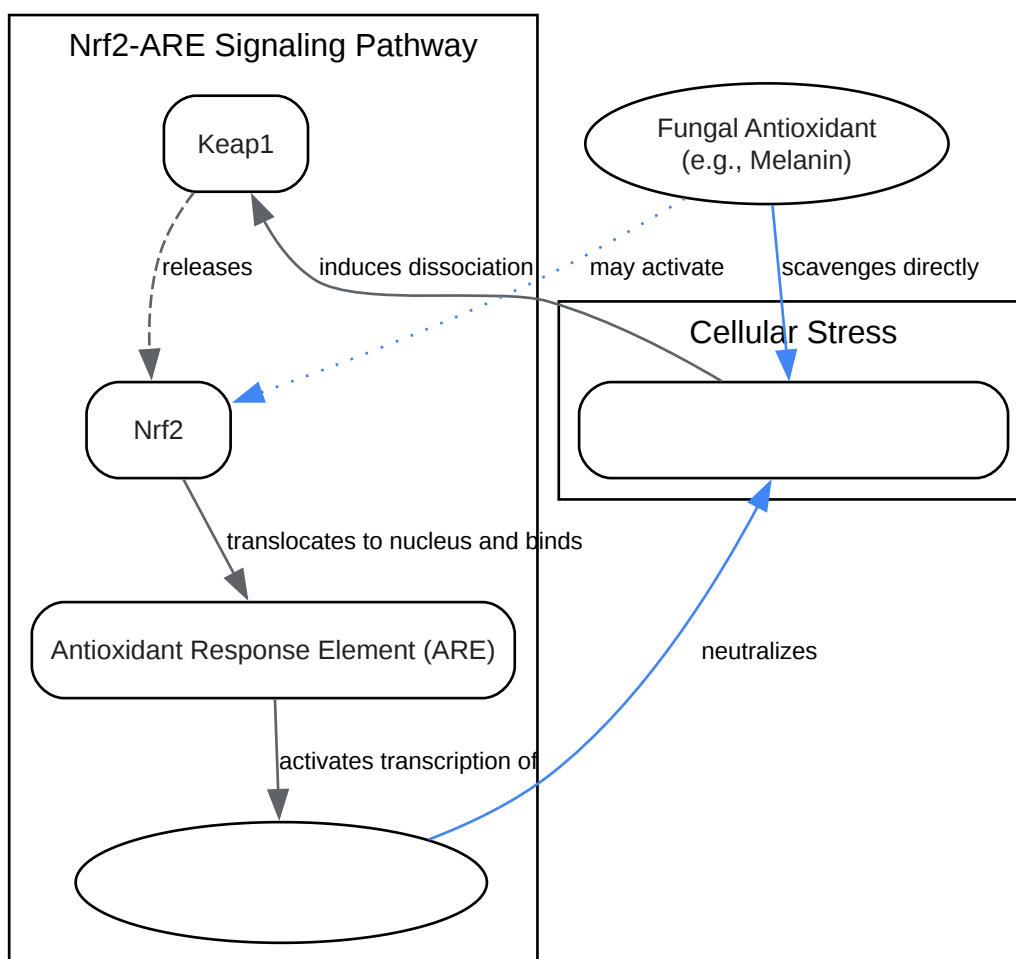 Nrf2-ARE Signaling Pathway
Keap1
Fungal Antioxidant
(e.g., Melanin)
releases
induces dissociation
may activate
scavenges directly
Cellular Stress
Nrf2
translocates to nucleus and binds
Antioxidant Response Element (ARE)
neutralizes
activates transcription of